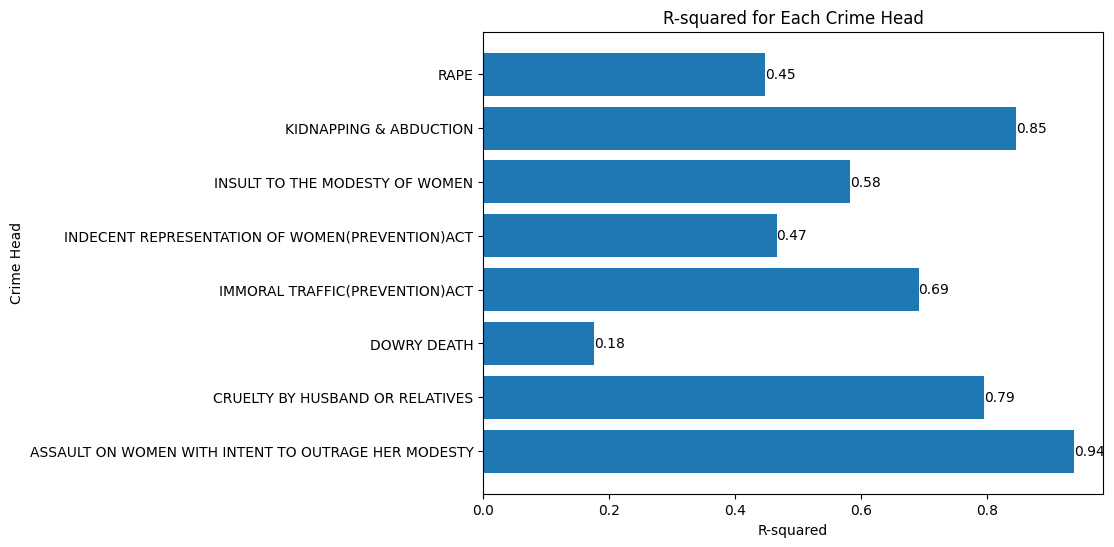 R-squared for Each Crime Head
RAPE
0.45
KIDNAPPING & ABDUCTION
0.85
INSULT TO THE MODESTY OF WOMEN
0.58
INDECENT REPRESENTATION OF WOMEN(PREVENTION)ACT
0.47
IMMORAL TRAFFIC(PREVENTION)ACT
0.69
DOWRY DEATH
0.18
CRUELTY BY HUSBAND OR RELATIVES
0.79
ASSAULT ON WOMEN WITH INTENT TO OUTRAGE HER MODESTY
0.94
Crime Head
0.0 0.2 0.4 0.6 0.8
R-squared